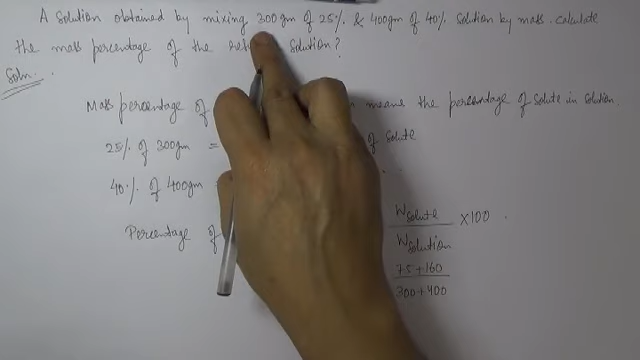 A solution obtained by mixing 300gm of 25% & 400gm of 40% solution by mass. calculate
the mass percentage of the solution?
Soln.
Mass percentage of means the percentage of solute in solution.
25% of 300gm = of solute
40% of 400gm
Percentage of Wsolute / Wsolution × 100
75+160 / 300+400